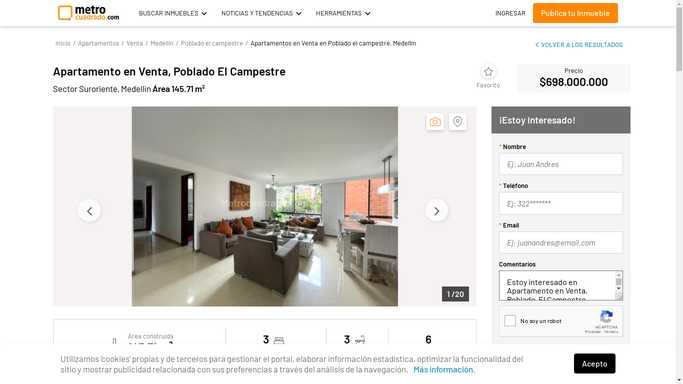 metro
cuadrado.com
BUSCAR INMUEBLES
NOTICIAS Y TENDENCIAS
HERRAMIENTAS
INGRESAR
Publica tu Inmueble
Inicio / Apartamentos / Venta / Medellín / Poblado el campestre / Apartamentos en Venta en Poblado el campestre, Medellín
VOLVER A LOS RESULTADOS
Apartamento en Venta, Poblado El Campestre
Sector Suroriente, Medellín Área 145.71 m²
Favorito
Precio
$698.000.000
1 / 20
¡Estoy Interesado!
* Nombre
Ej: Juan Andres
* Teléfono
Ej: 322*******
* Email
Ej: juanandres@email.com
Comentarios
Estoy interesado en
Apartamento en Venta,
Poblado El Campestre
No soy un robot
reCAPTCHA
Privacidad - Términos
Área construida
3
3
6
Utilizamos 'cookies' propias y de terceros para gestionar el portal, elaborar información estadística, optimizar la funcionalidad del
sitio y mostrar publicidad relacionada con sus preferencias a través del análisis de la navegación. Más información.
Acepto